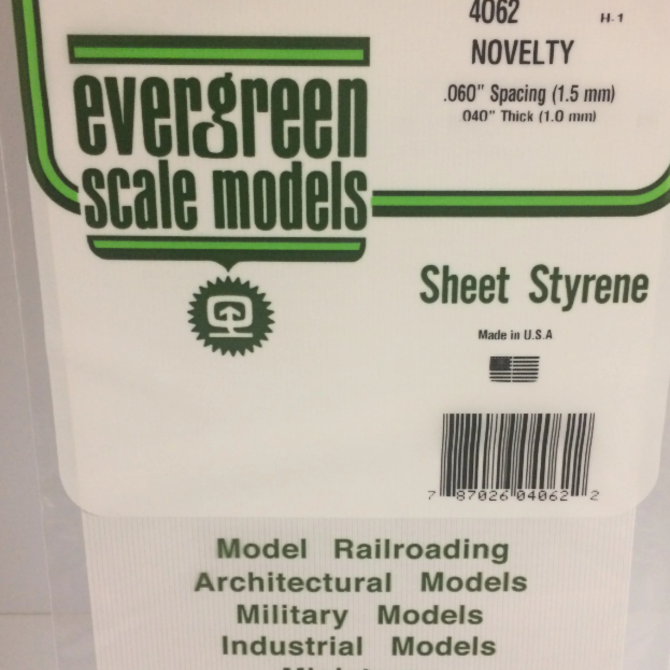 4062 H-1
NOVELTY
.060" Spacing (1.5 mm)
040" Thick (1.0 mm)
evergreen
scale models
Sheet Styrene
Made in U.S.A
7 87026 04062 2
Model Railroading
Architectural Models
Military Models
Industrial Models